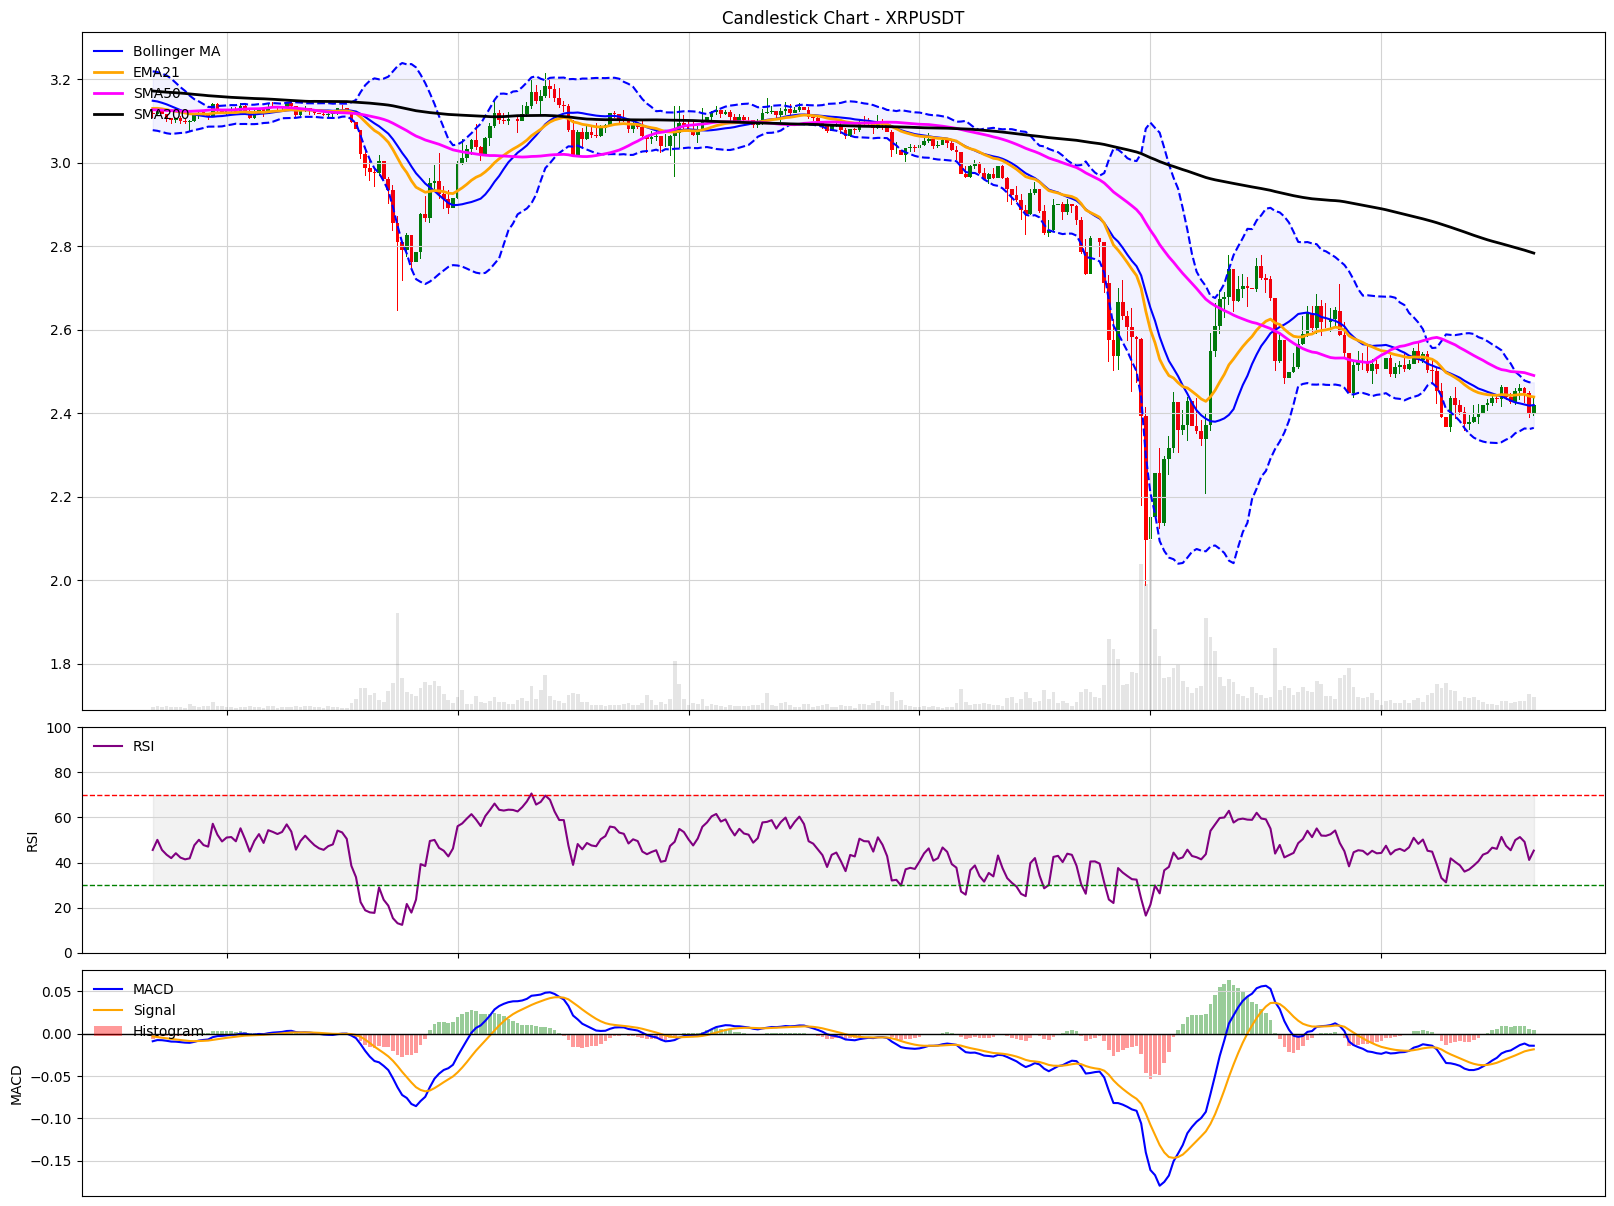 Candlestick Chart - XRPUSDT
Bollinger MA
EMA21
SMA50
SMA200
3.2
3.0
2.8
2.6
2.4
2.2
2.0
1.8
RSI
RSI
100
80
60
40
20
0
MACD
Signal
Histogram
MACD
0.05
0.00
−0.05
−0.10
−0.15